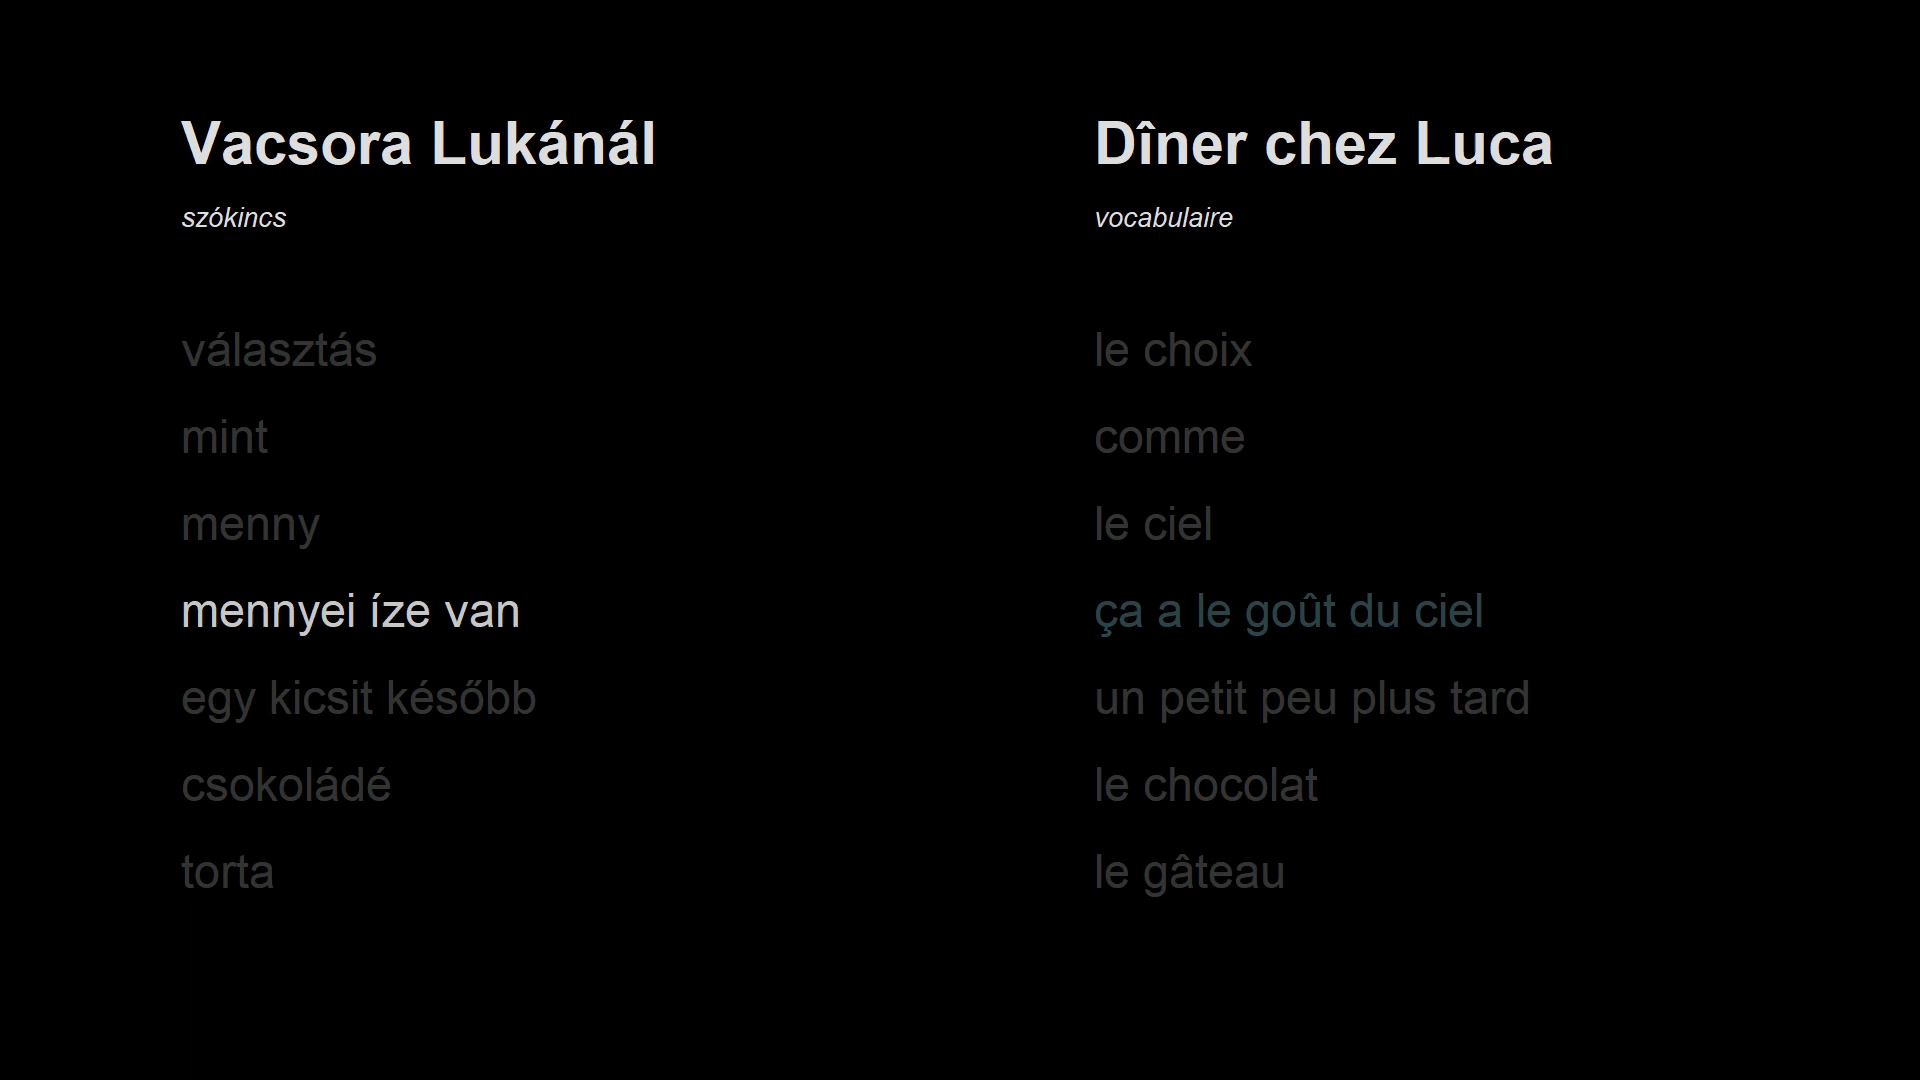 Vacsora Lukánál
szókincs
választás
mint
menny
mennyei íze van
egy kicsit később
csokoládé
torta
Dîner chez Luca
vocabulaire
le choix
comme
le ciel
ça a le goût du ciel
un petit peu plus tard
le chocolat
le gâteau